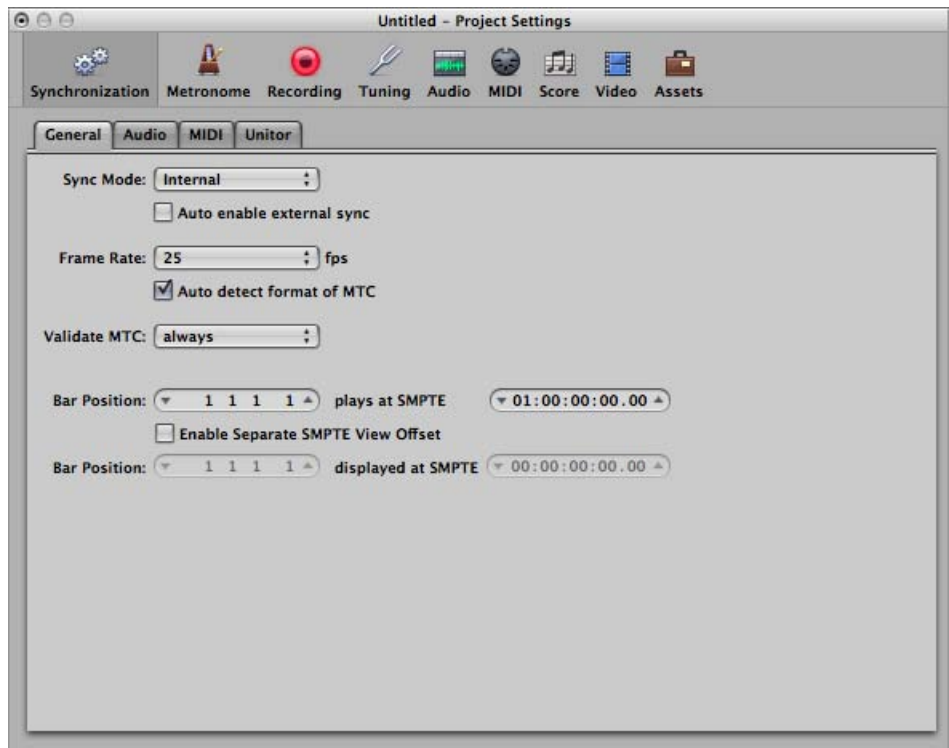 Untitled – Project Settings
Synchronization Metronome Recording Tuning Audio MIDI Score Video Assets
General Audio MIDI Unitor
Sync Mode: Internal
Auto enable external sync
Frame Rate: 25 fps
Auto detect format of MTC
Validate MTC: always
Bar Position: 1 1 1 1 plays at SMPTE 01:00:00:00.00
Enable Separate SMPTE View Offset
Bar Position: 1 1 1 1 displayed at SMPTE 00:00:00:00.00